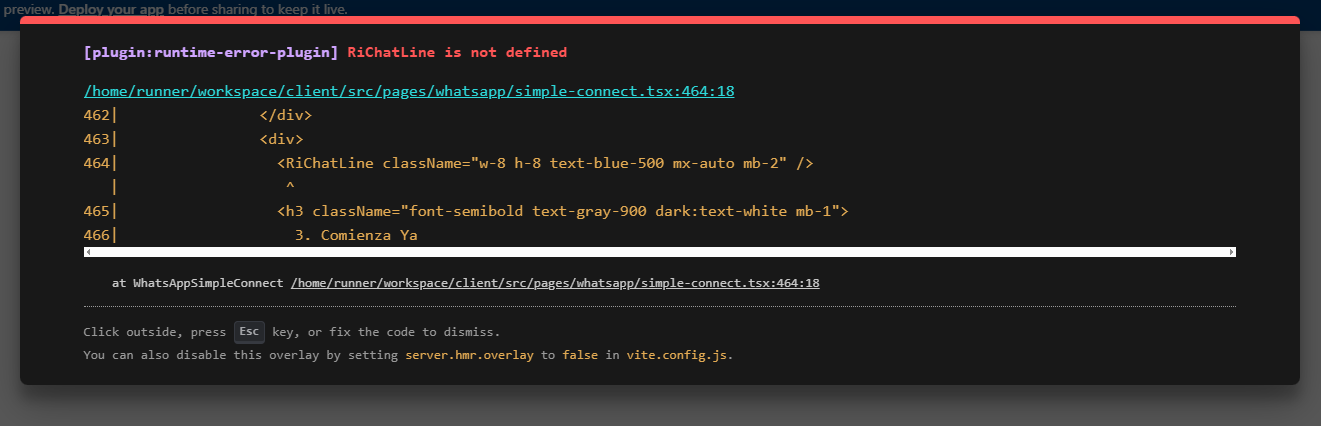 preview. Deploy your app before sharing to keep it live.
[plugin:runtime-error-plugin] RiChatLine is not defined
/home/runner/workspace/client/src/pages/whatsapp/simple-connect.tsx:464:18
462|                </div>
463|                <div>
464|                  <RiChatLine className="w-8 h-8 text-blue-500 mx-auto mb-2" />
   |                   ^
465|                  <h3 className="font-semibold text-gray-900 dark:text-white mb-1">
466|                    3. Comienza Ya
at WhatsAppSimpleConnect /home/runner/workspace/client/src/pages/whatsapp/simple-connect.tsx:464:18
Click outside, press Esc key, or fix the code to dismiss.
You can also disable this overlay by setting server.hmr.overlay to false in vite.config.js.